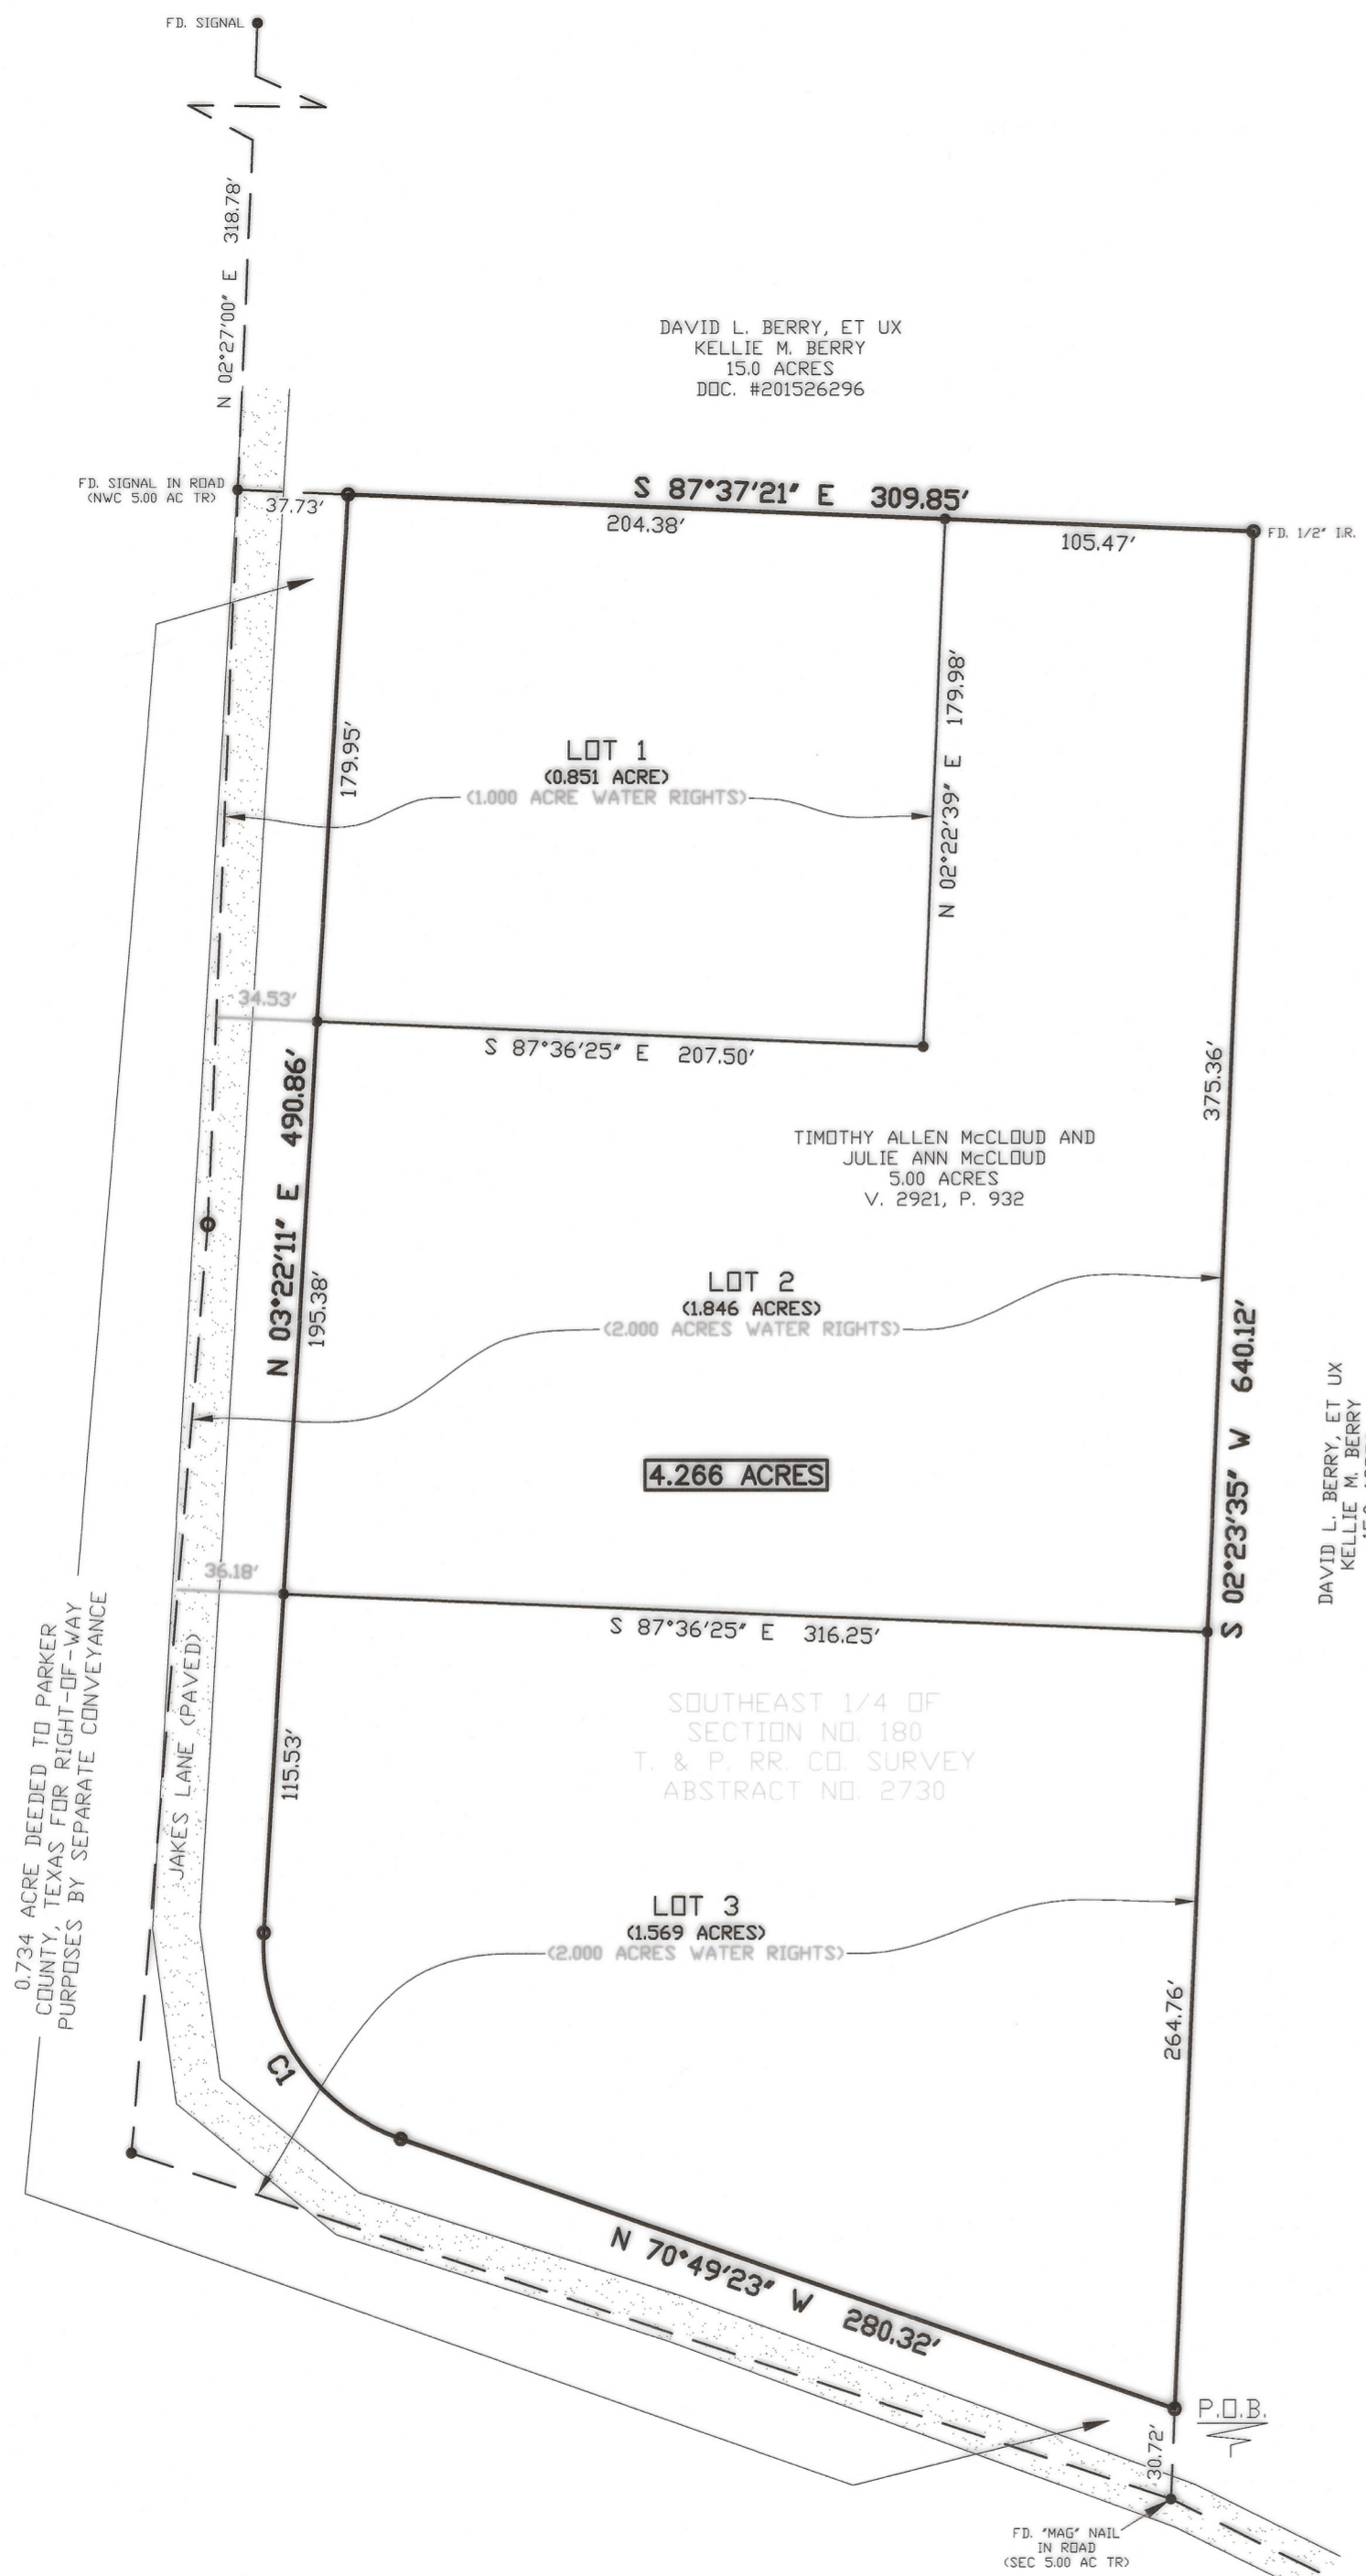 FD. SIGNAL
N 02°27'00" E 318.78'
DAVID L. BERRY, ET UX
KELLIE M. BERRY
15.0 ACRES
DOC. #201526296
FD. SIGNAL IN ROAD
(NWC 5.00 AC TR)
37.73'
S 87°37'21" E 309.85'
204.38'
105.47'
FD. 1/2" I.R.
179.95'
LOT 1
(0.851 ACRE)
(1.000 ACRE WATER RIGHTS)
N 02°22'39" E 179.98'
34.53'
S 87°36'25" E 207.50'
N 03°22'11" E 490.86'
195.38'
375.36'
TIMOTHY ALLEN McCLOUD AND
JULIE ANN McCLOUD
5.00 ACRES
V. 2921, P. 932
LOT 2
(1.846 ACRES)
(2.000 ACRES WATER RIGHTS)
S 02°23'35" W 640.12'
DAVID L. BERRY, ET UX
KELLIE M. BERRY
4.266 ACRES
36.18'
S 87°36'25" E 316.25'
0.734 ACRE DEEDED TO PARKER
COUNTY, TEXAS FOR RIGHT-OF-WAY
PURPOSES BY SEPARATE CONVEYANCE
JAKES LANE (PAVED)
115.53'
SOUTHEAST 1/4 OF
SECTION NO. 180
T. & P. RR. CO. SURVEY
ABSTRACT NO. 2730
LOT 3
(1.569 ACRES)
(2.000 ACRES WATER RIGHTS)
264.76'
C1
N 70°49'23" W 280.32'
P.O.B.
30.72'
FD. "MAG" NAIL
IN ROAD
(SEC 5.00 AC TR)